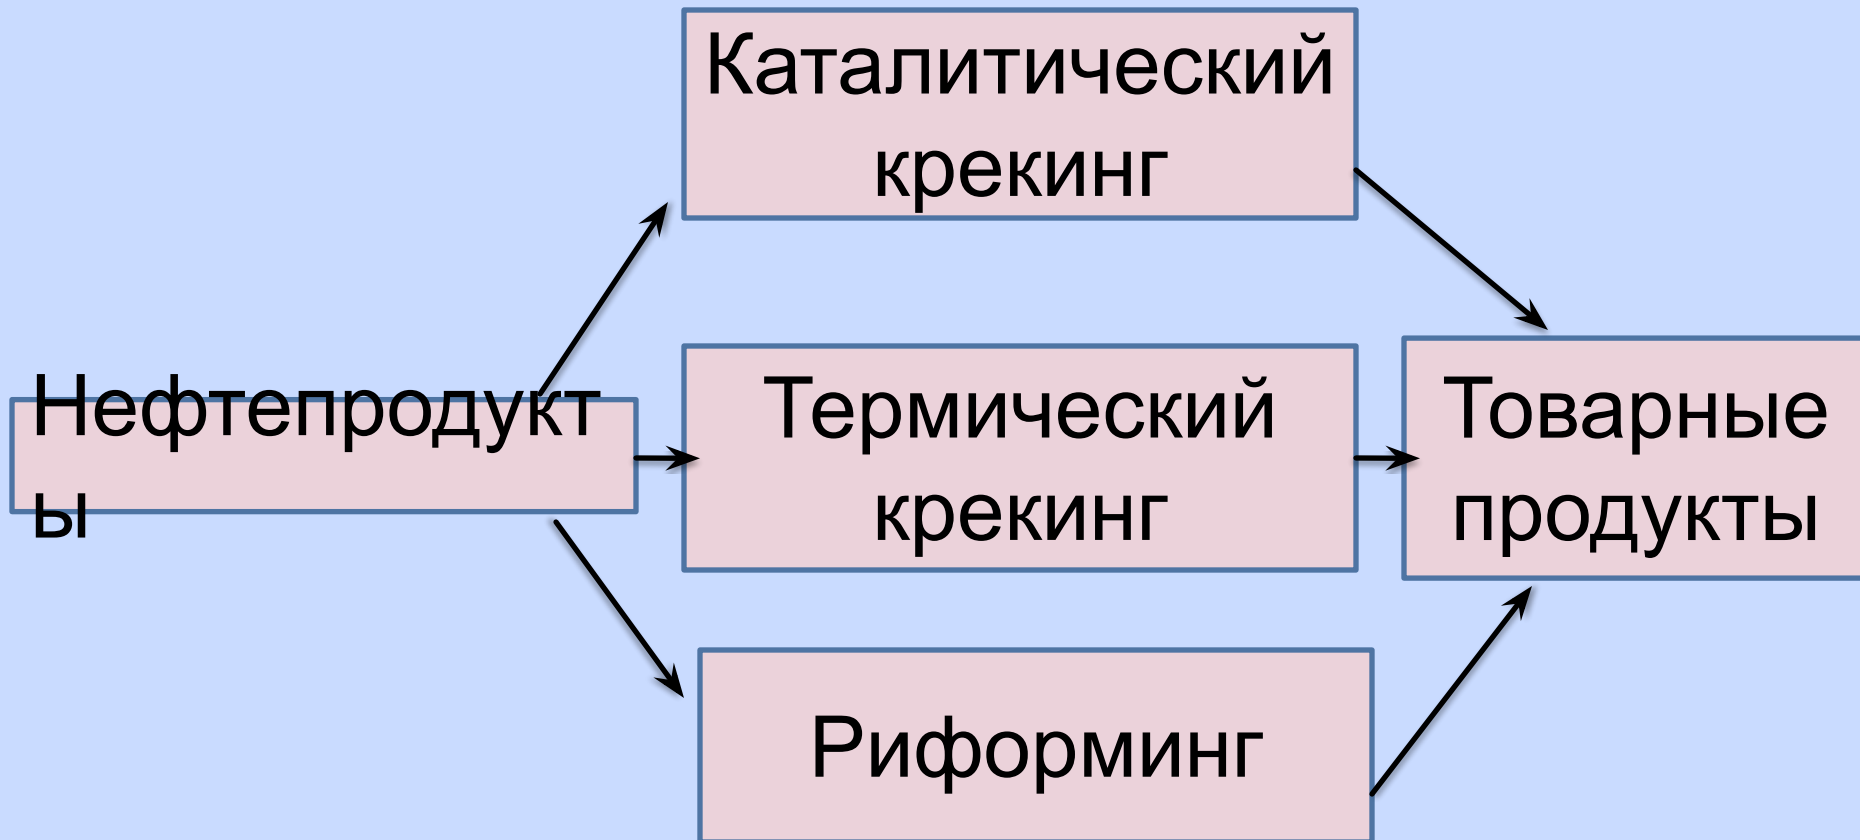 Каталитический
крекинг
Нефтепродукт
ы
Термический
крекинг
Товарные
продукты
Риформинг